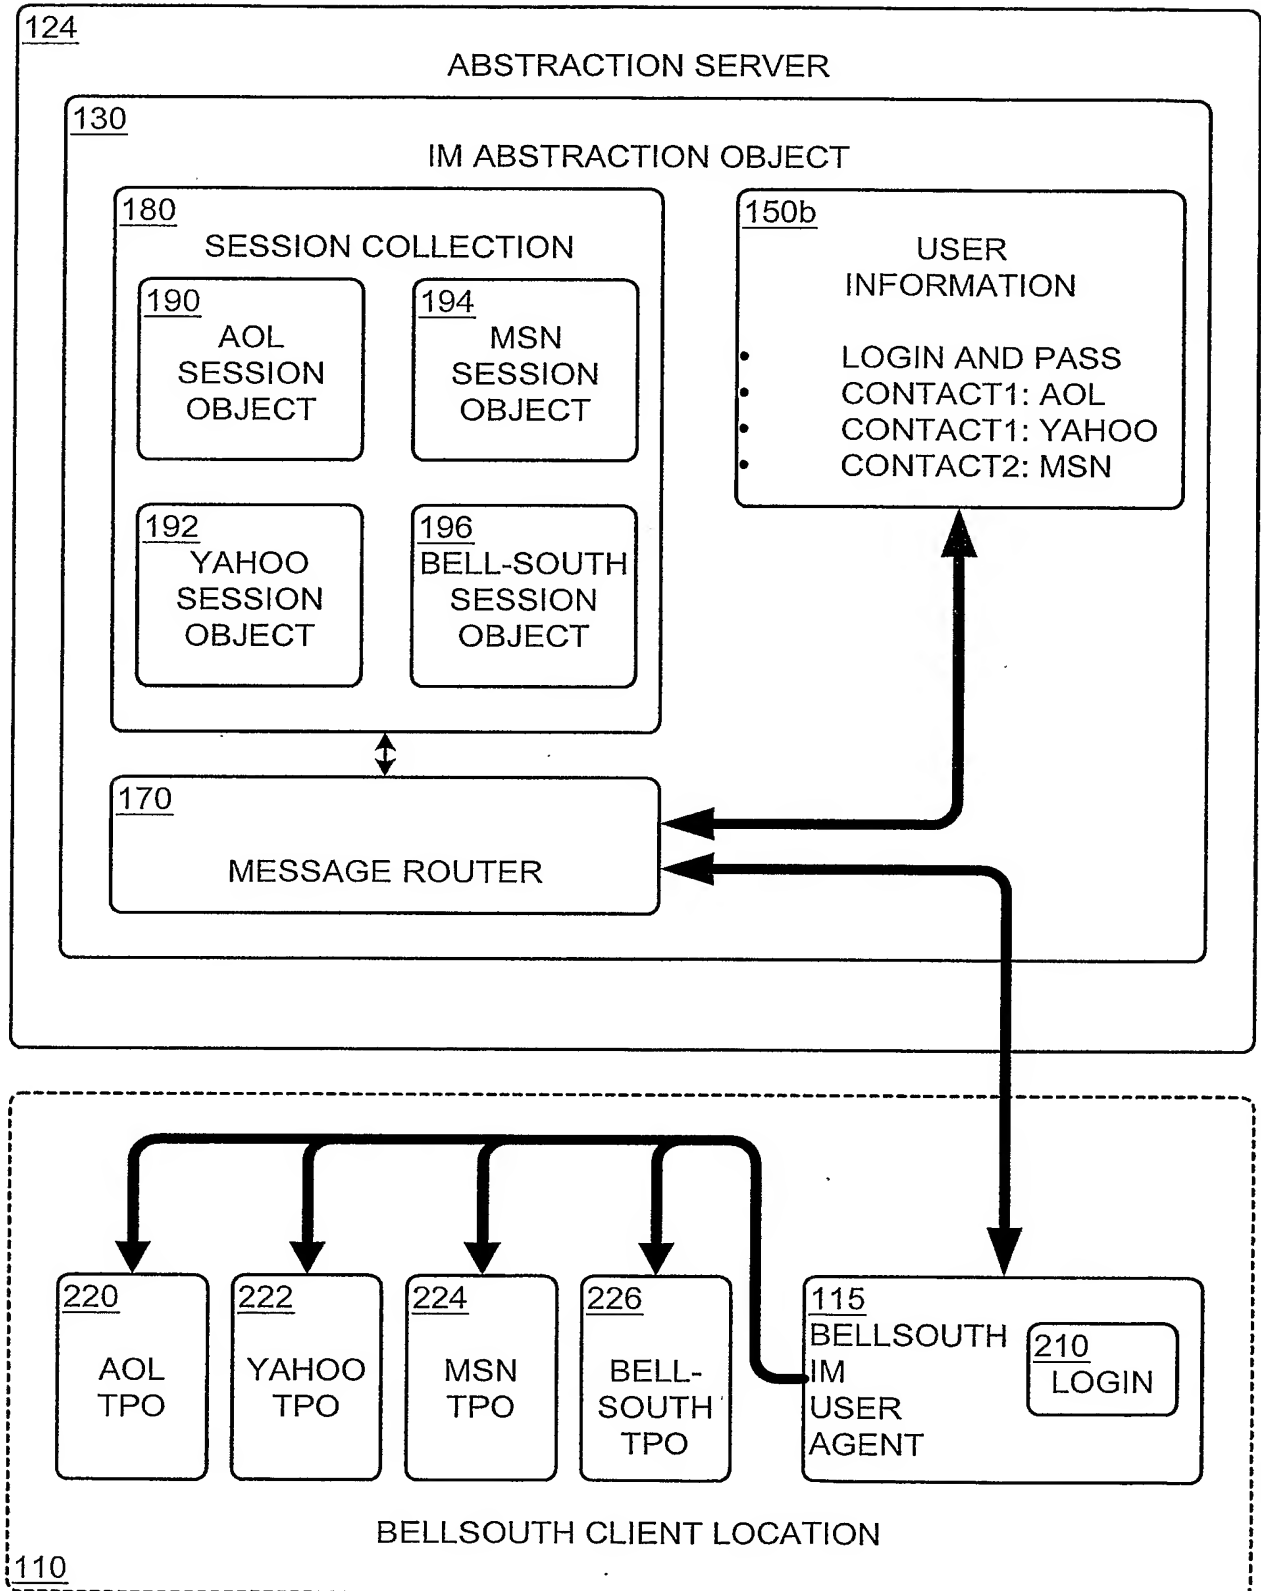 124
ABSTRACTION SERVER
130
IM ABSTRACTION OBJECT
180
SESSION COLLECTION
190
AOL
SESSION
OBJECT
194
MSN
SESSION
OBJECT
192
YAHOO
SESSION
OBJECT
196
BELL-SOUTH
SESSION
OBJECT
150b
USER
INFORMATION
• LOGIN AND PASS
• CONTACT1: AOL
• CONTACT1: YAHOO
• CONTACT2: MSN
170
MESSAGE ROUTER
220
AOL
TPO
222
YAHOO
TPO
224
MSN
TPO
226
BELL-
SOUTH
TPO
115
BELLSOUTH
IM
USER
AGENT
210
LOGIN
BELLSOUTH CLIENT LOCATION
110